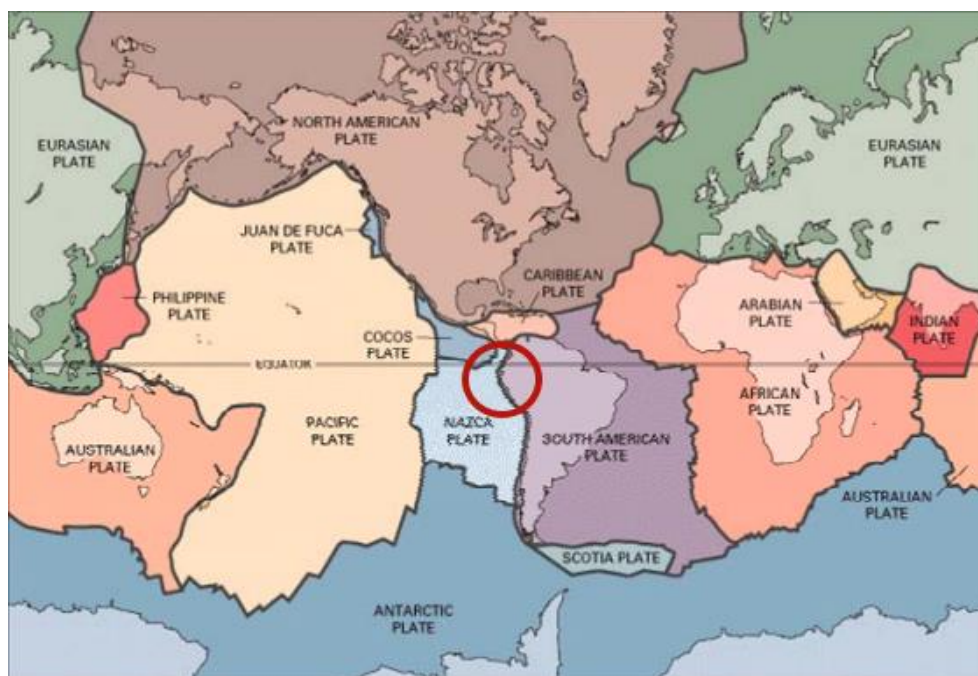 NORTH AMERICAN
PLATE
EURASIAN
PLATE
EURASIAN
PLATE
JUAN DE FUCA
PLATE
CARIBBEAN
PLATE
PHILIPPINE
PLATE
ARABIAN
PLATE
INDIAN
PLATE
COCOS
PLATE
EQUATOR
AFRICAN
PLATE
PACIFIC
PLATE
NAZCA
PLATE
SOUTH AMERICAN
PLATE
AUSTRALIAN
PLATE
AUSTRALIAN
PLATE
SCOTIA PLATE
ANTARCTIC
PLATE